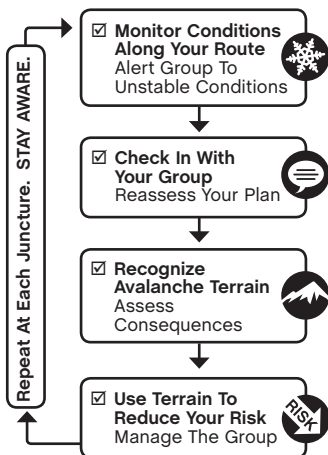 ☑ Monitor Conditions
Along Your Route
Alert Group To
Unstable Conditions
☑ Check In With
Your Group
Reassess Your Plan
☑ Recognize
Avalanche Terrain
Assess
Consequences
☑ Use Terrain To
Reduce Your Risk
Manage The Group
RISK
Repeat At Each Juncture. STAY AWARE.